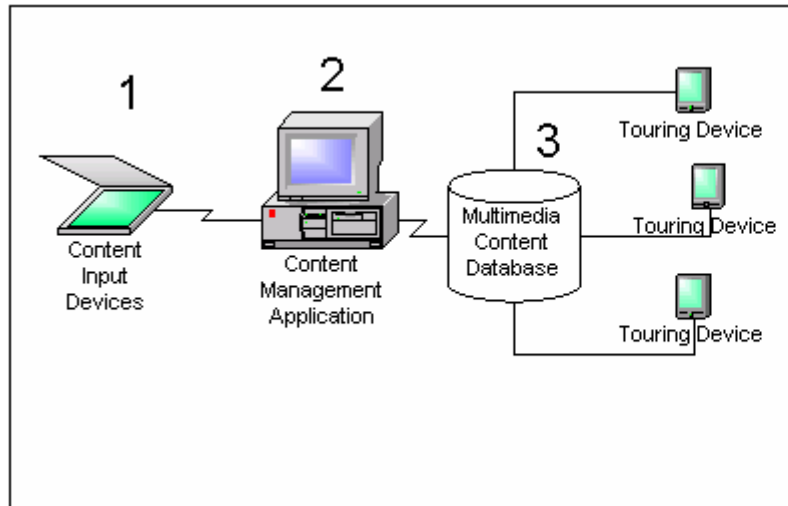 1
Content
Input
Devices
2
Content
Management
Application
3
Multimedia
Content
Database
Touring Device
Touring Device
Touring Device